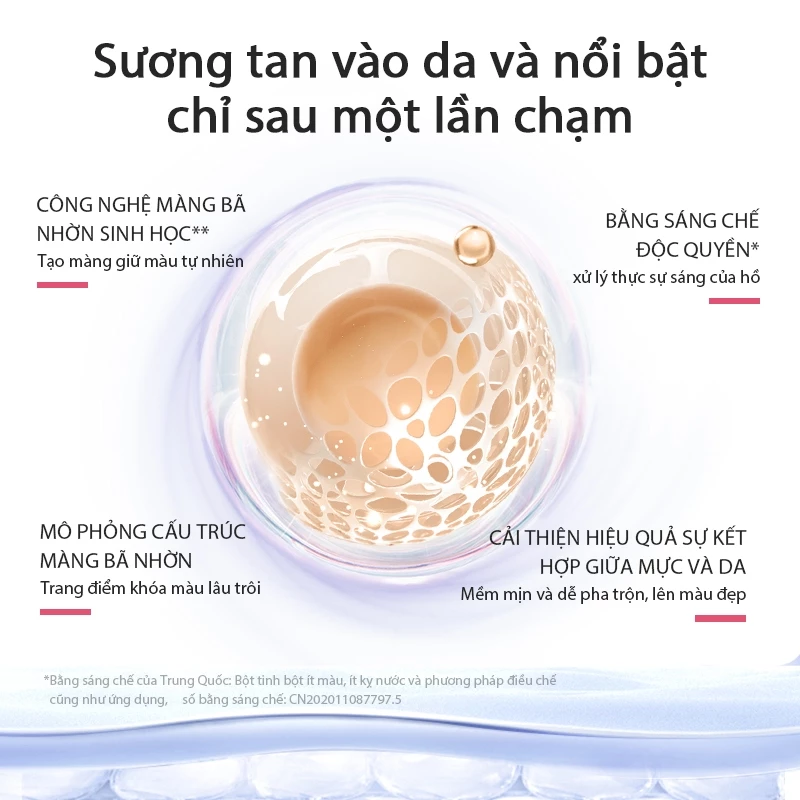 Sương tan vào da và nổi bật
chỉ sau một lần chạm
CÔNG NGHỆ MÀNG BÃ
NHỜN SINH HỌC**
Tạo màng giữ màu tự nhiên
BẰNG SÁNG CHẾ
ĐỘC QUYỀN*
xử lý thực sự sáng của hồ
MÔ PHỎNG CẤU TRÚC
MÀNG BÃ NHỜN
Trang điểm khóa màu lâu trôi
CẢI THIỆN HIỆU QUẢ SỰ KẾT
HỢP GIỮA MỰC VÀ DA
Mềm mịn và dễ pha trộn, lên màu đẹp
*Bằng sáng chế của Trung Quốc: Bột tinh bột ít màu, ít kỵ nước và phương pháp điều chế
cũng như ứng dụng, số bằng sáng chế: CN202011087797.5